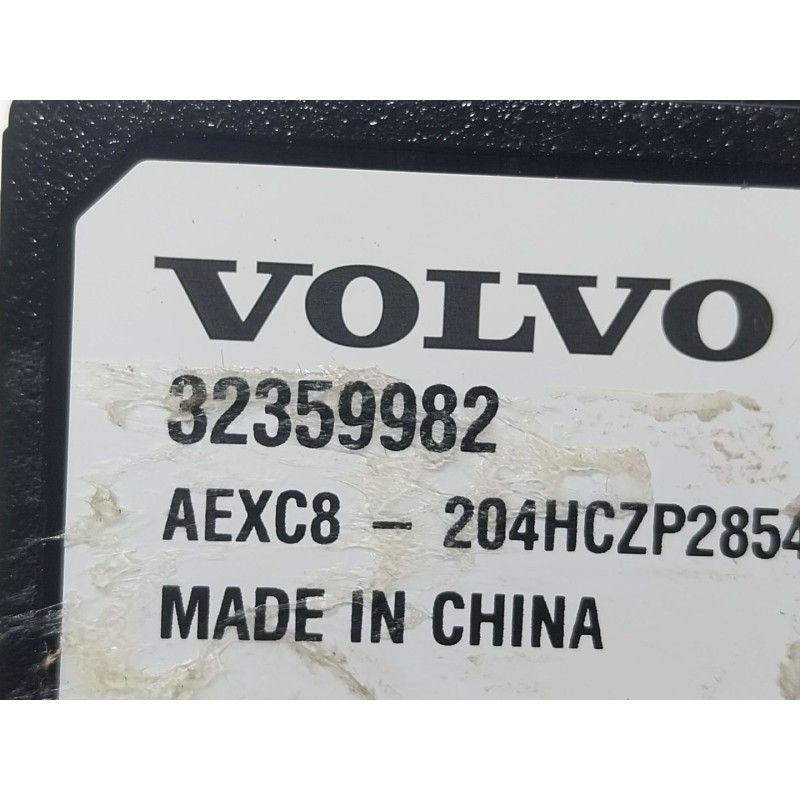 VOLVO
32359982
AEXC8 - 204HCZP2854
MADE IN CHINA